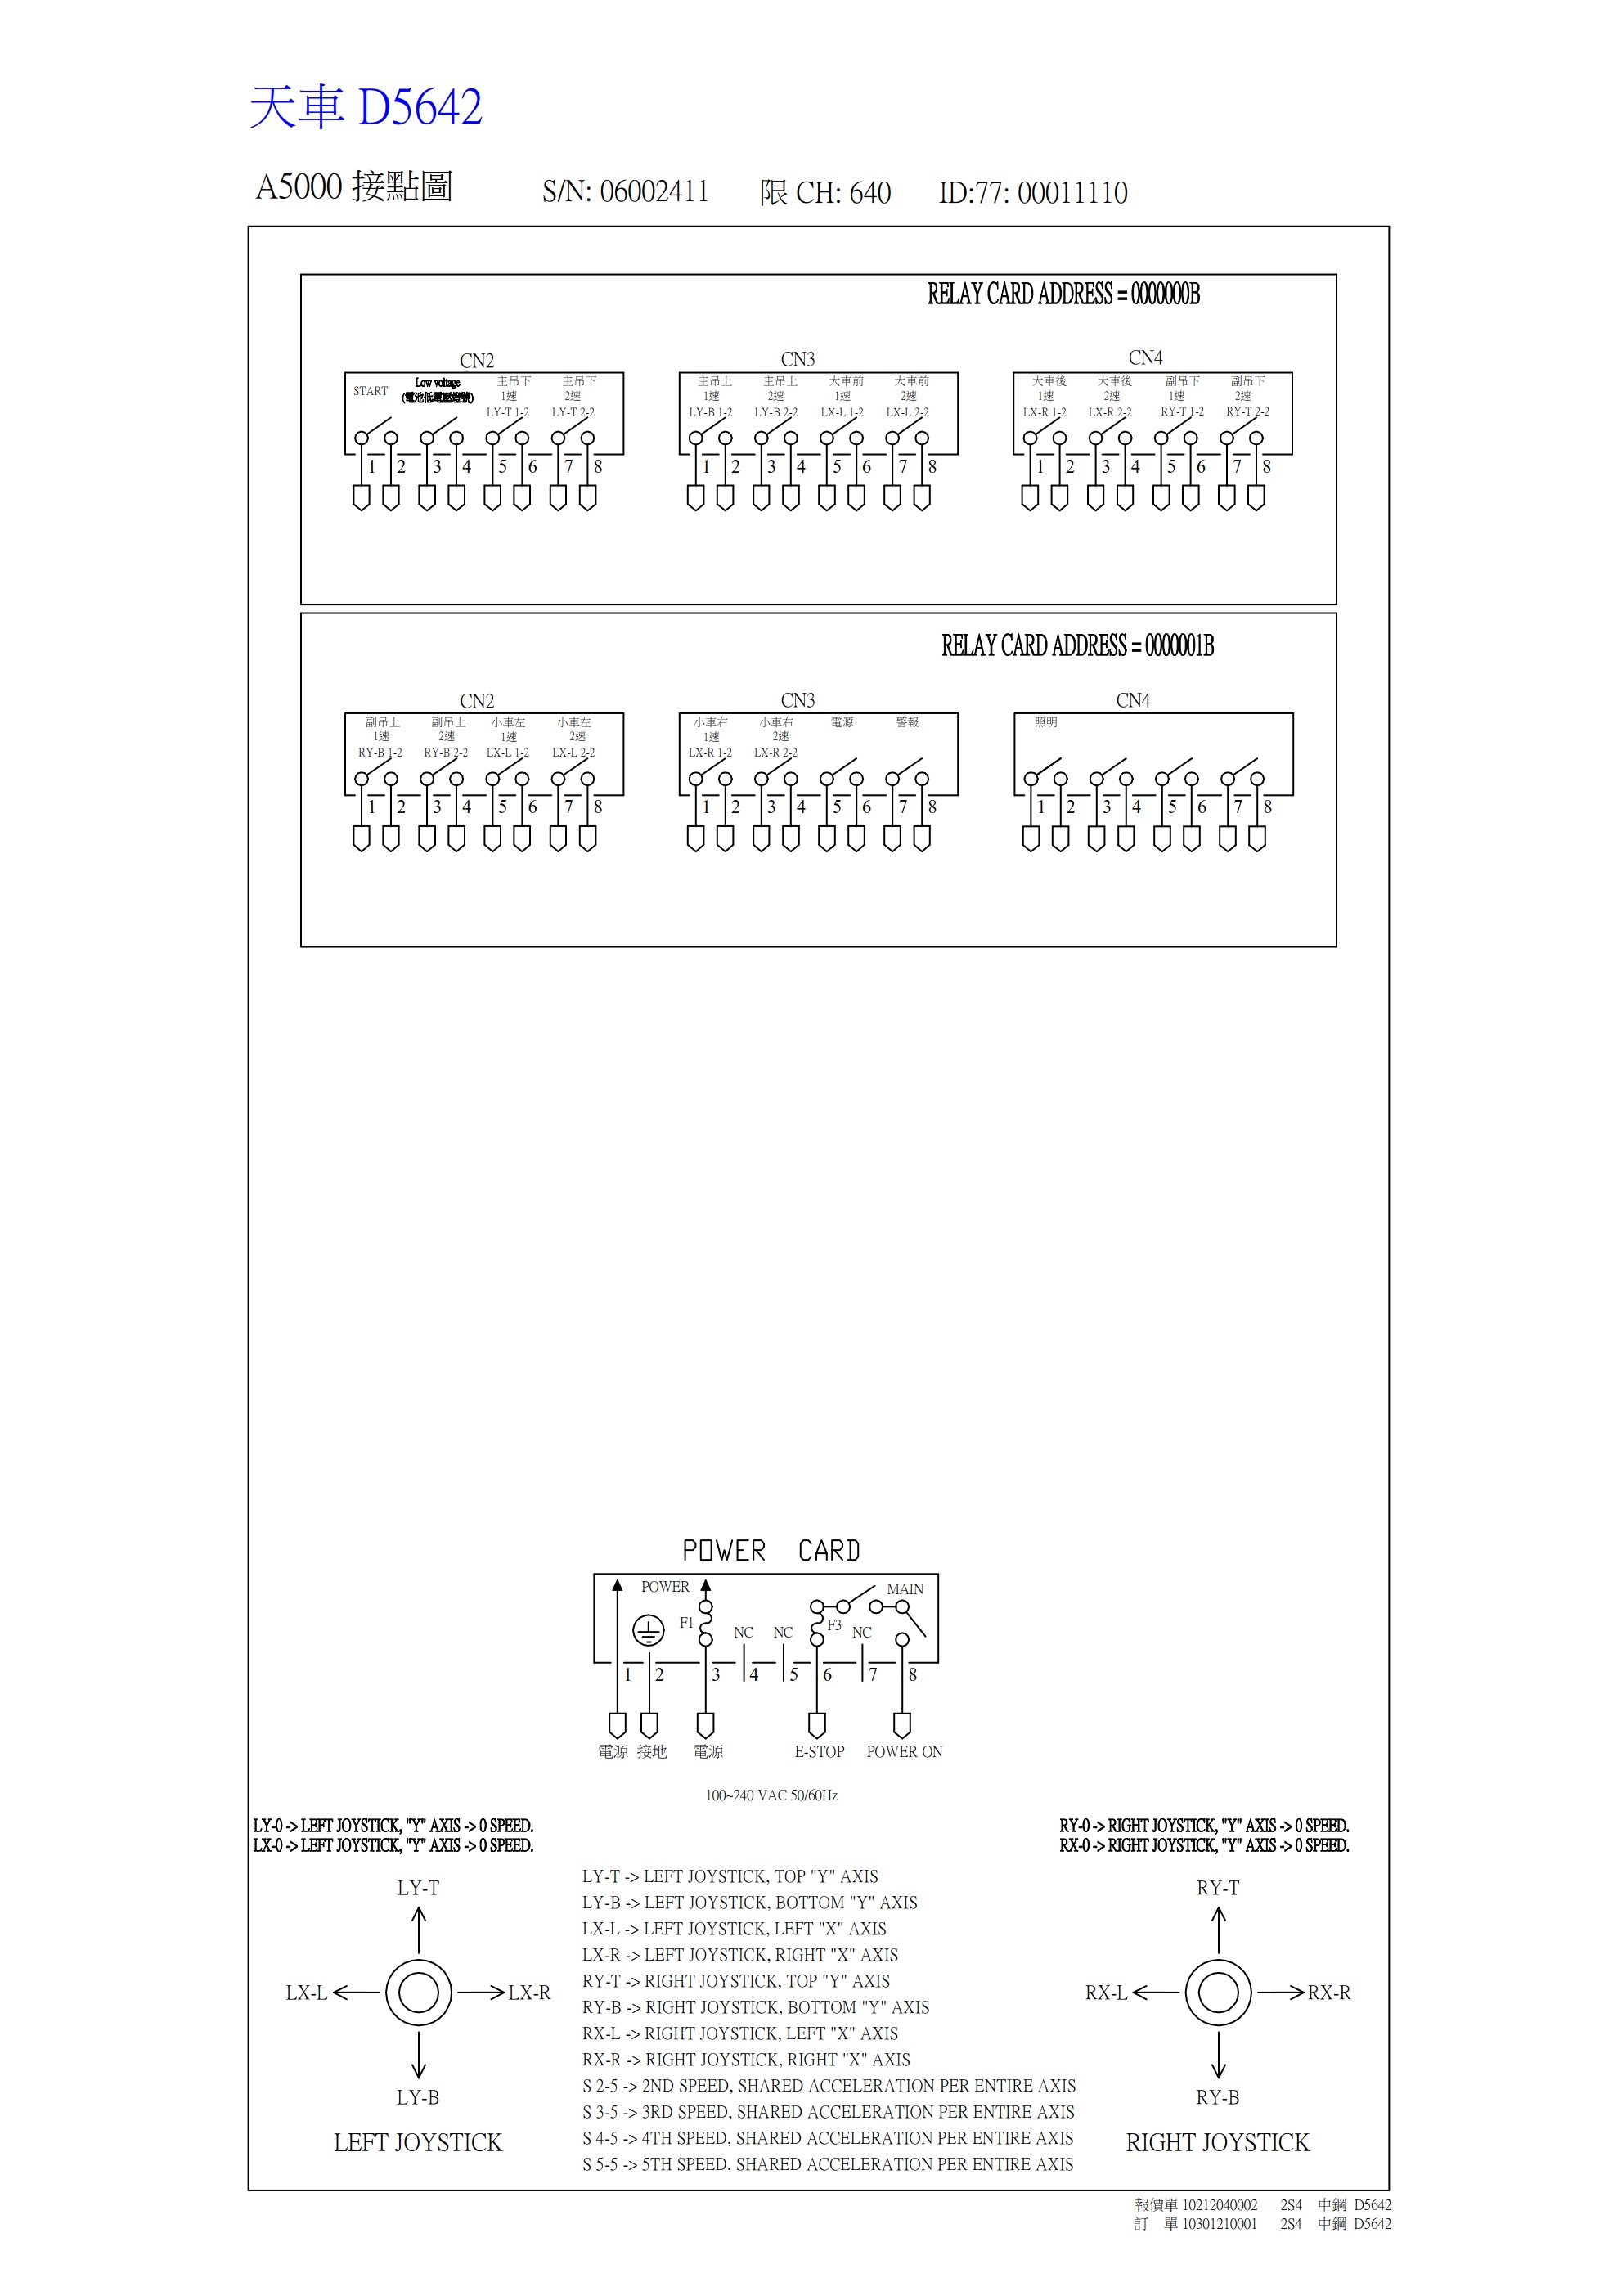 天車 D5642
A5000 接點圖 S/N: 06002411 限 CH: 640 ID:77: 00011110
RELAY CARD ADDRESS = 0000000B
CN2 CN3 CN4
START Low voltage 主吊下 主吊下 主吊上 主吊上 大車前 大車前 大車後 大車後 副吊下 副吊下
(電池低電壓燈號) 1速 2速 1速 2速 1速 2速 1速 2速 1速 2速
LY-T 1-2 LY-T 2-2 LY-B 1-2 LY-B 2-2 LX-L 1-2 LX-L 2-2 LX-R 1-2 LX-R 2-2 RY-T 1-2 RY-T 2-2
1 2 3 4 5 6 7 8 1 2 3 4 5 6 7 8 1 2 3 4 5 6 7 8
RELAY CARD ADDRESS = 0000001B
CN2 CN3 CN4
副吊上 副吊上 小車左 小車左 小車右 小車右 電源 警報 照明
1速 2速 1速 2速 1速 2速
RY-B 1-2 RY-B 2-2 LX-L 1-2 LX-L 2-2 LX-R 1-2 LX-R 2-2
1 2 3 4 5 6 7 8 1 2 3 4 5 6 7 8 1 2 3 4 5 6 7 8
POWER CARD
POWER MAIN
F1 F3
NC NC NC
1 2 3 4 5 6 7 8
電源 接地 電源 E-STOP POWER ON
100~240 VAC 50/60Hz
LY-0 -> LEFT JOYSTICK, "Y" AXIS -> 0 SPEED.
LX-0 -> LEFT JOYSTICK, "Y" AXIS -> 0 SPEED.
RY-0 -> RIGHT JOYSTICK, "Y" AXIS -> 0 SPEED.
RX-0 -> RIGHT JOYSTICK, "Y" AXIS -> 0 SPEED.
LY-T
LX-L LX-R
LY-B
LEFT JOYSTICK
LY-T -> LEFT JOYSTICK, TOP "Y" AXIS
LY-B -> LEFT JOYSTICK, BOTTOM "Y" AXIS
LX-L -> LEFT JOYSTICK, LEFT "X" AXIS
LX-R -> LEFT JOYSTICK, RIGHT "X" AXIS
RY-T -> RIGHT JOYSTICK, TOP "Y" AXIS
RY-B -> RIGHT JOYSTICK, BOTTOM "Y" AXIS
RX-L -> RIGHT JOYSTICK, LEFT "X" AXIS
RX-R -> RIGHT JOYSTICK, RIGHT "X" AXIS
S 2-5 -> 2ND SPEED, SHARED ACCELERATION PER ENTIRE AXIS
S 3-5 -> 3RD SPEED, SHARED ACCELERATION PER ENTIRE AXIS
S 4-5 -> 4TH SPEED, SHARED ACCELERATION PER ENTIRE AXIS
S 5-5 -> 5TH SPEED, SHARED ACCELERATION PER ENTIRE AXIS
RY-T
RX-L RX-R
RY-B
RIGHT JOYSTICK
報價單 10212040002 2S4 中鋼 D5642
訂 單 10301210001 2S4 中鋼 D5642